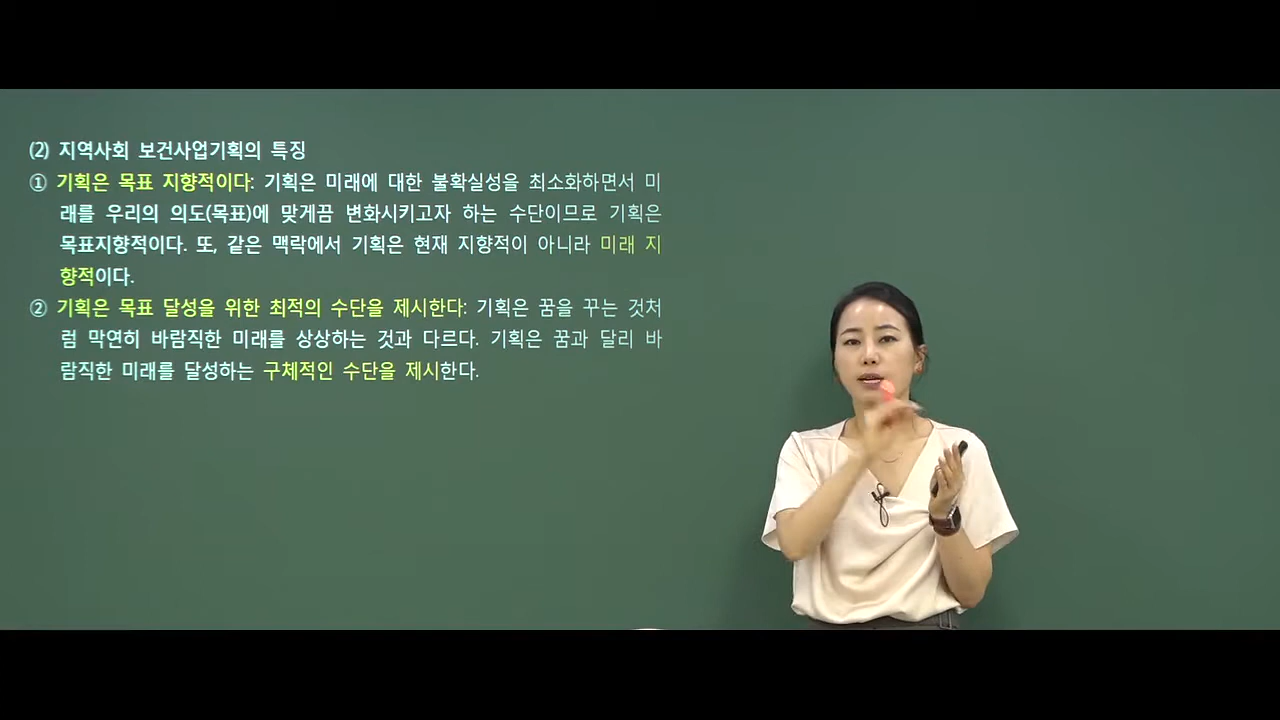 (2) 지역사회 보건사업기획의 특징
① 기획은 목표 지향적이다: 기획은 미래에 대한 불확실성을 최소화하면서 미
래를 우리의 의도(목표)에 맞게끔 변화시키고자 하는 수단이므로 기획은
목표지향적이다. 또, 같은 맥락에서 기획은 현재 지향적이 아니라 미래 지
향적이다.
② 기획은 목표 달성을 위한 최적의 수단을 제시한다: 기획은 꿈을 꾸는 것처
럼 막연히 바람직한 미래를 상상하는 것과 다르다. 기획은 꿈과 달리 바
람직한 미래를 달성하는 구체적인 수단을 제시한다.